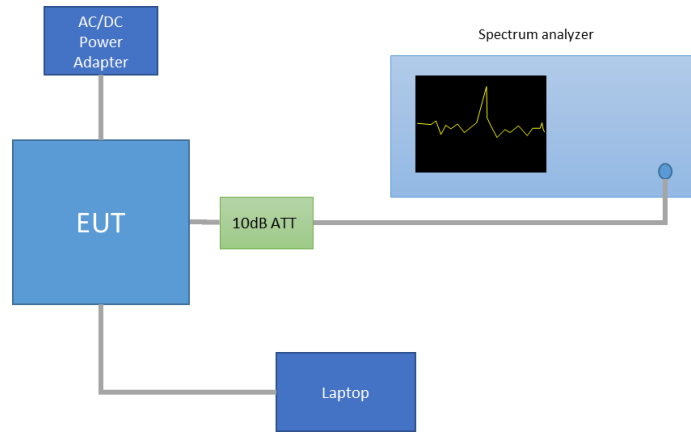 AC/DC
Power
Adapter
Spectrum analyzer
EUT
10dB ATT
Laptop